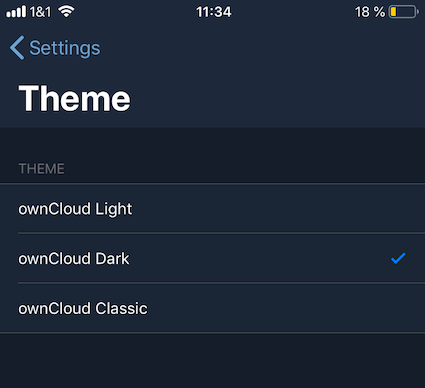 1&1 11:34 18 %
Settings
Theme
THEME
ownCloud Light
ownCloud Dark
ownCloud Classic